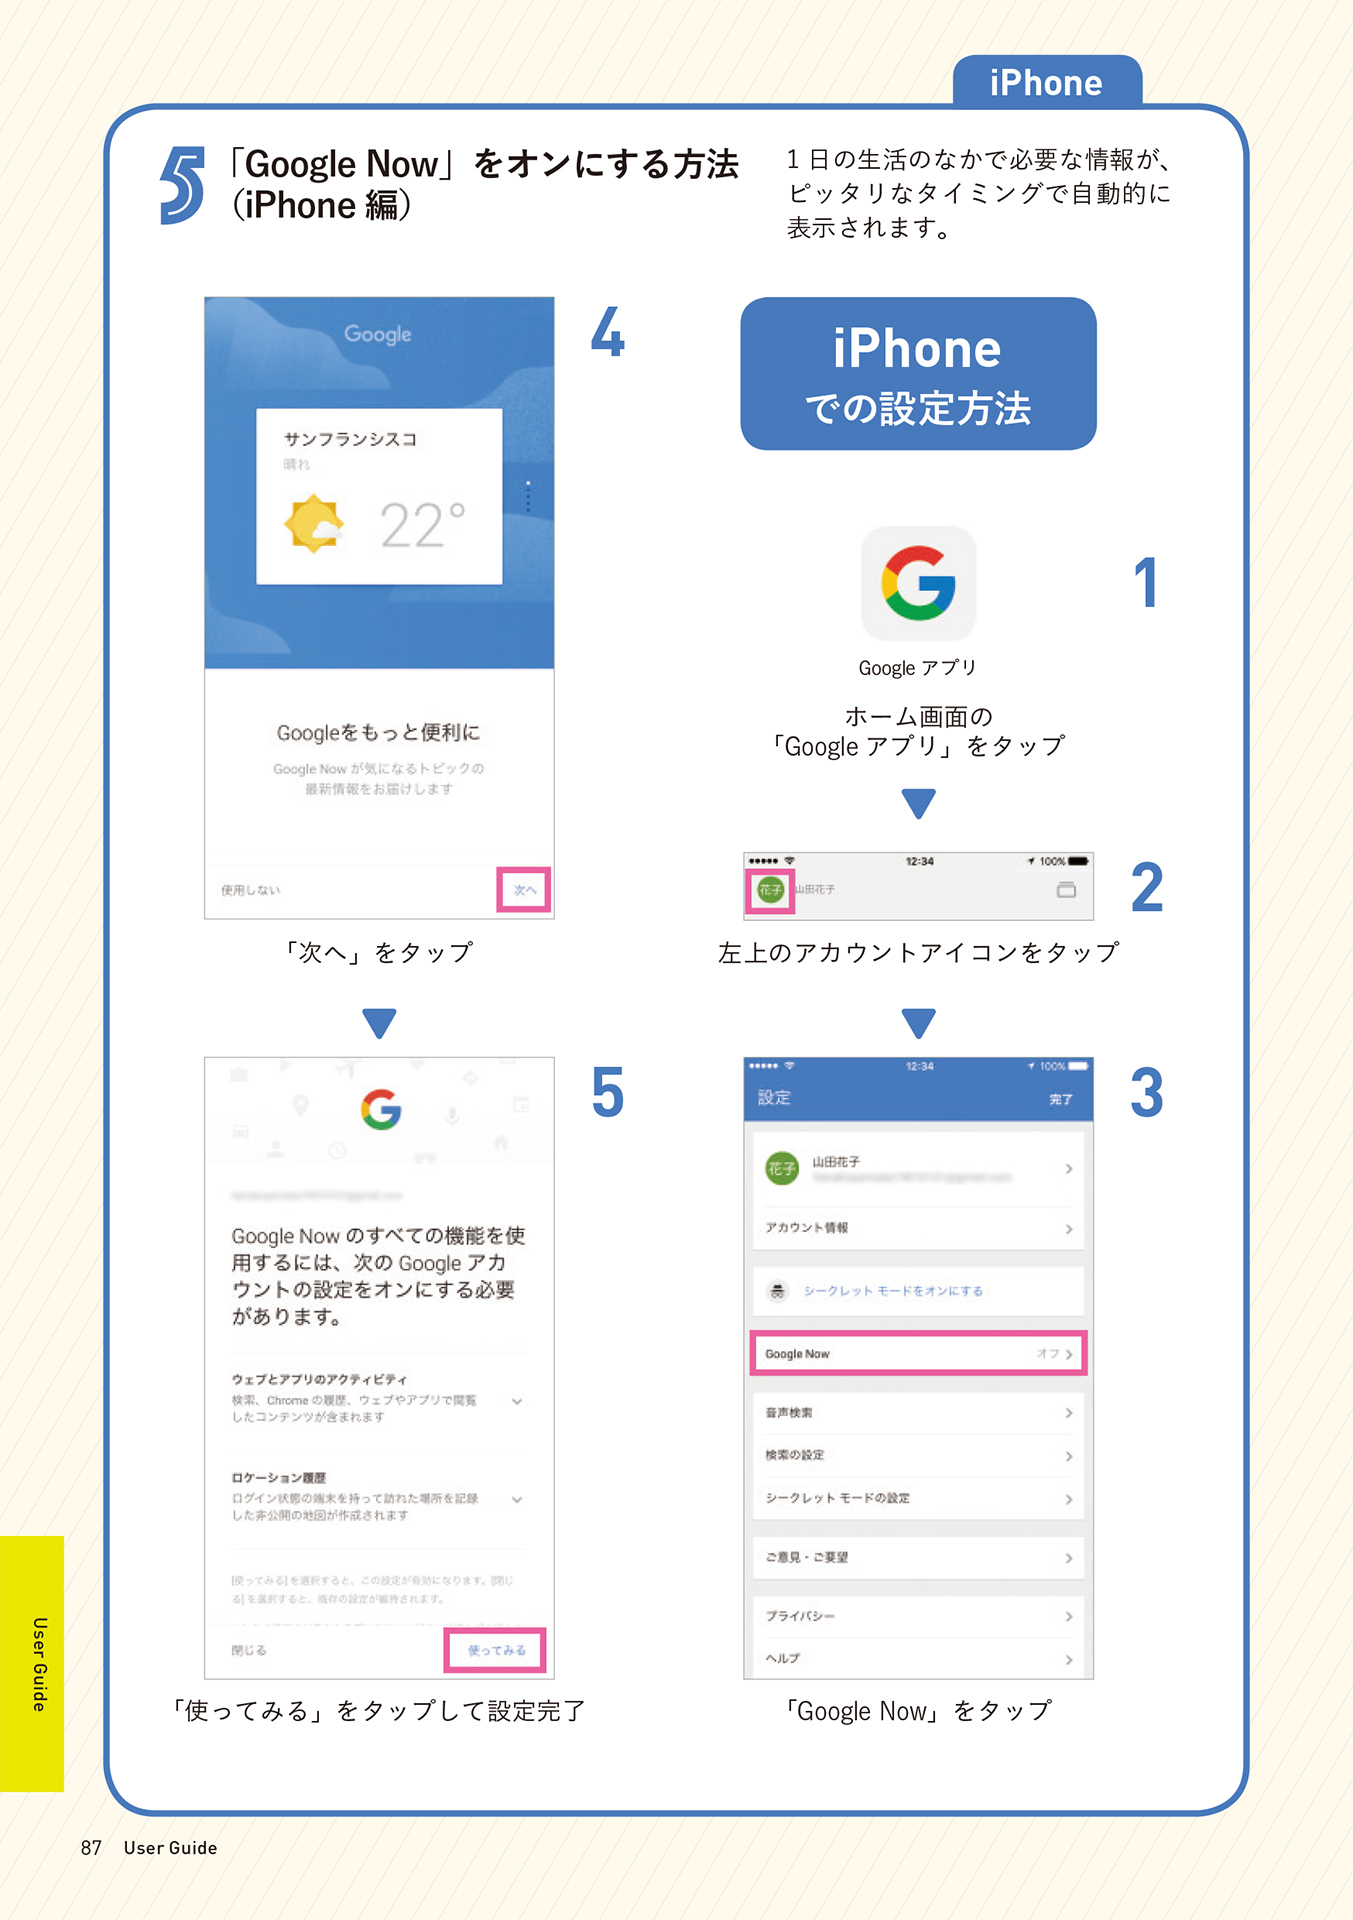 iPhone
5 「Google Now」をオンにする方法
（iPhone 編）
1 日の生活のなかで必要な情報が、
ピッタリなタイミングで自動的に
表示されます。
iPhone
での設定方法
1
Google アプリ
ホーム画面の
「Google アプリ」をタップ
12:34
100%
花子
山田花子
2
左上のアカウントアイコンをタップ
12:34
100%
設定
完了
3
花子
山田花子
アカウント情報
シークレット モードをオンにする
Google Now
オフ
音声検索
検索の設定
シークレット モードの設定
ご意見・ご要望
プライバシー
ヘルプ
「Google Now」をタップ
4
Google
サンフランシスコ
晴れ
22°
Googleをもっと便利に
Google Now が気になるトピックの
最新情報をお届けします
使用しない
次へ
「次へ」をタップ
5
Google Now のすべての機能を使
用するには、次の Google アカ
ウントの設定をオンにする必要
があります。
ウェブとアプリのアクティビティ
検索、Chrome の履歴、ウェブやアプリで閲覧
したコンテンツが含まれます
ロケーション履歴
ログイン状態の端末を持って訪れた場所を記録
した非公開の地図が作成されます
[使ってみる] を選択すると、この設定が有効になります。[閉じ
る] を選択すると、既存の設定が維持されます。
閉じる
使ってみる
「使ってみる」をタップして設定完了
User Guide
87 User Guide